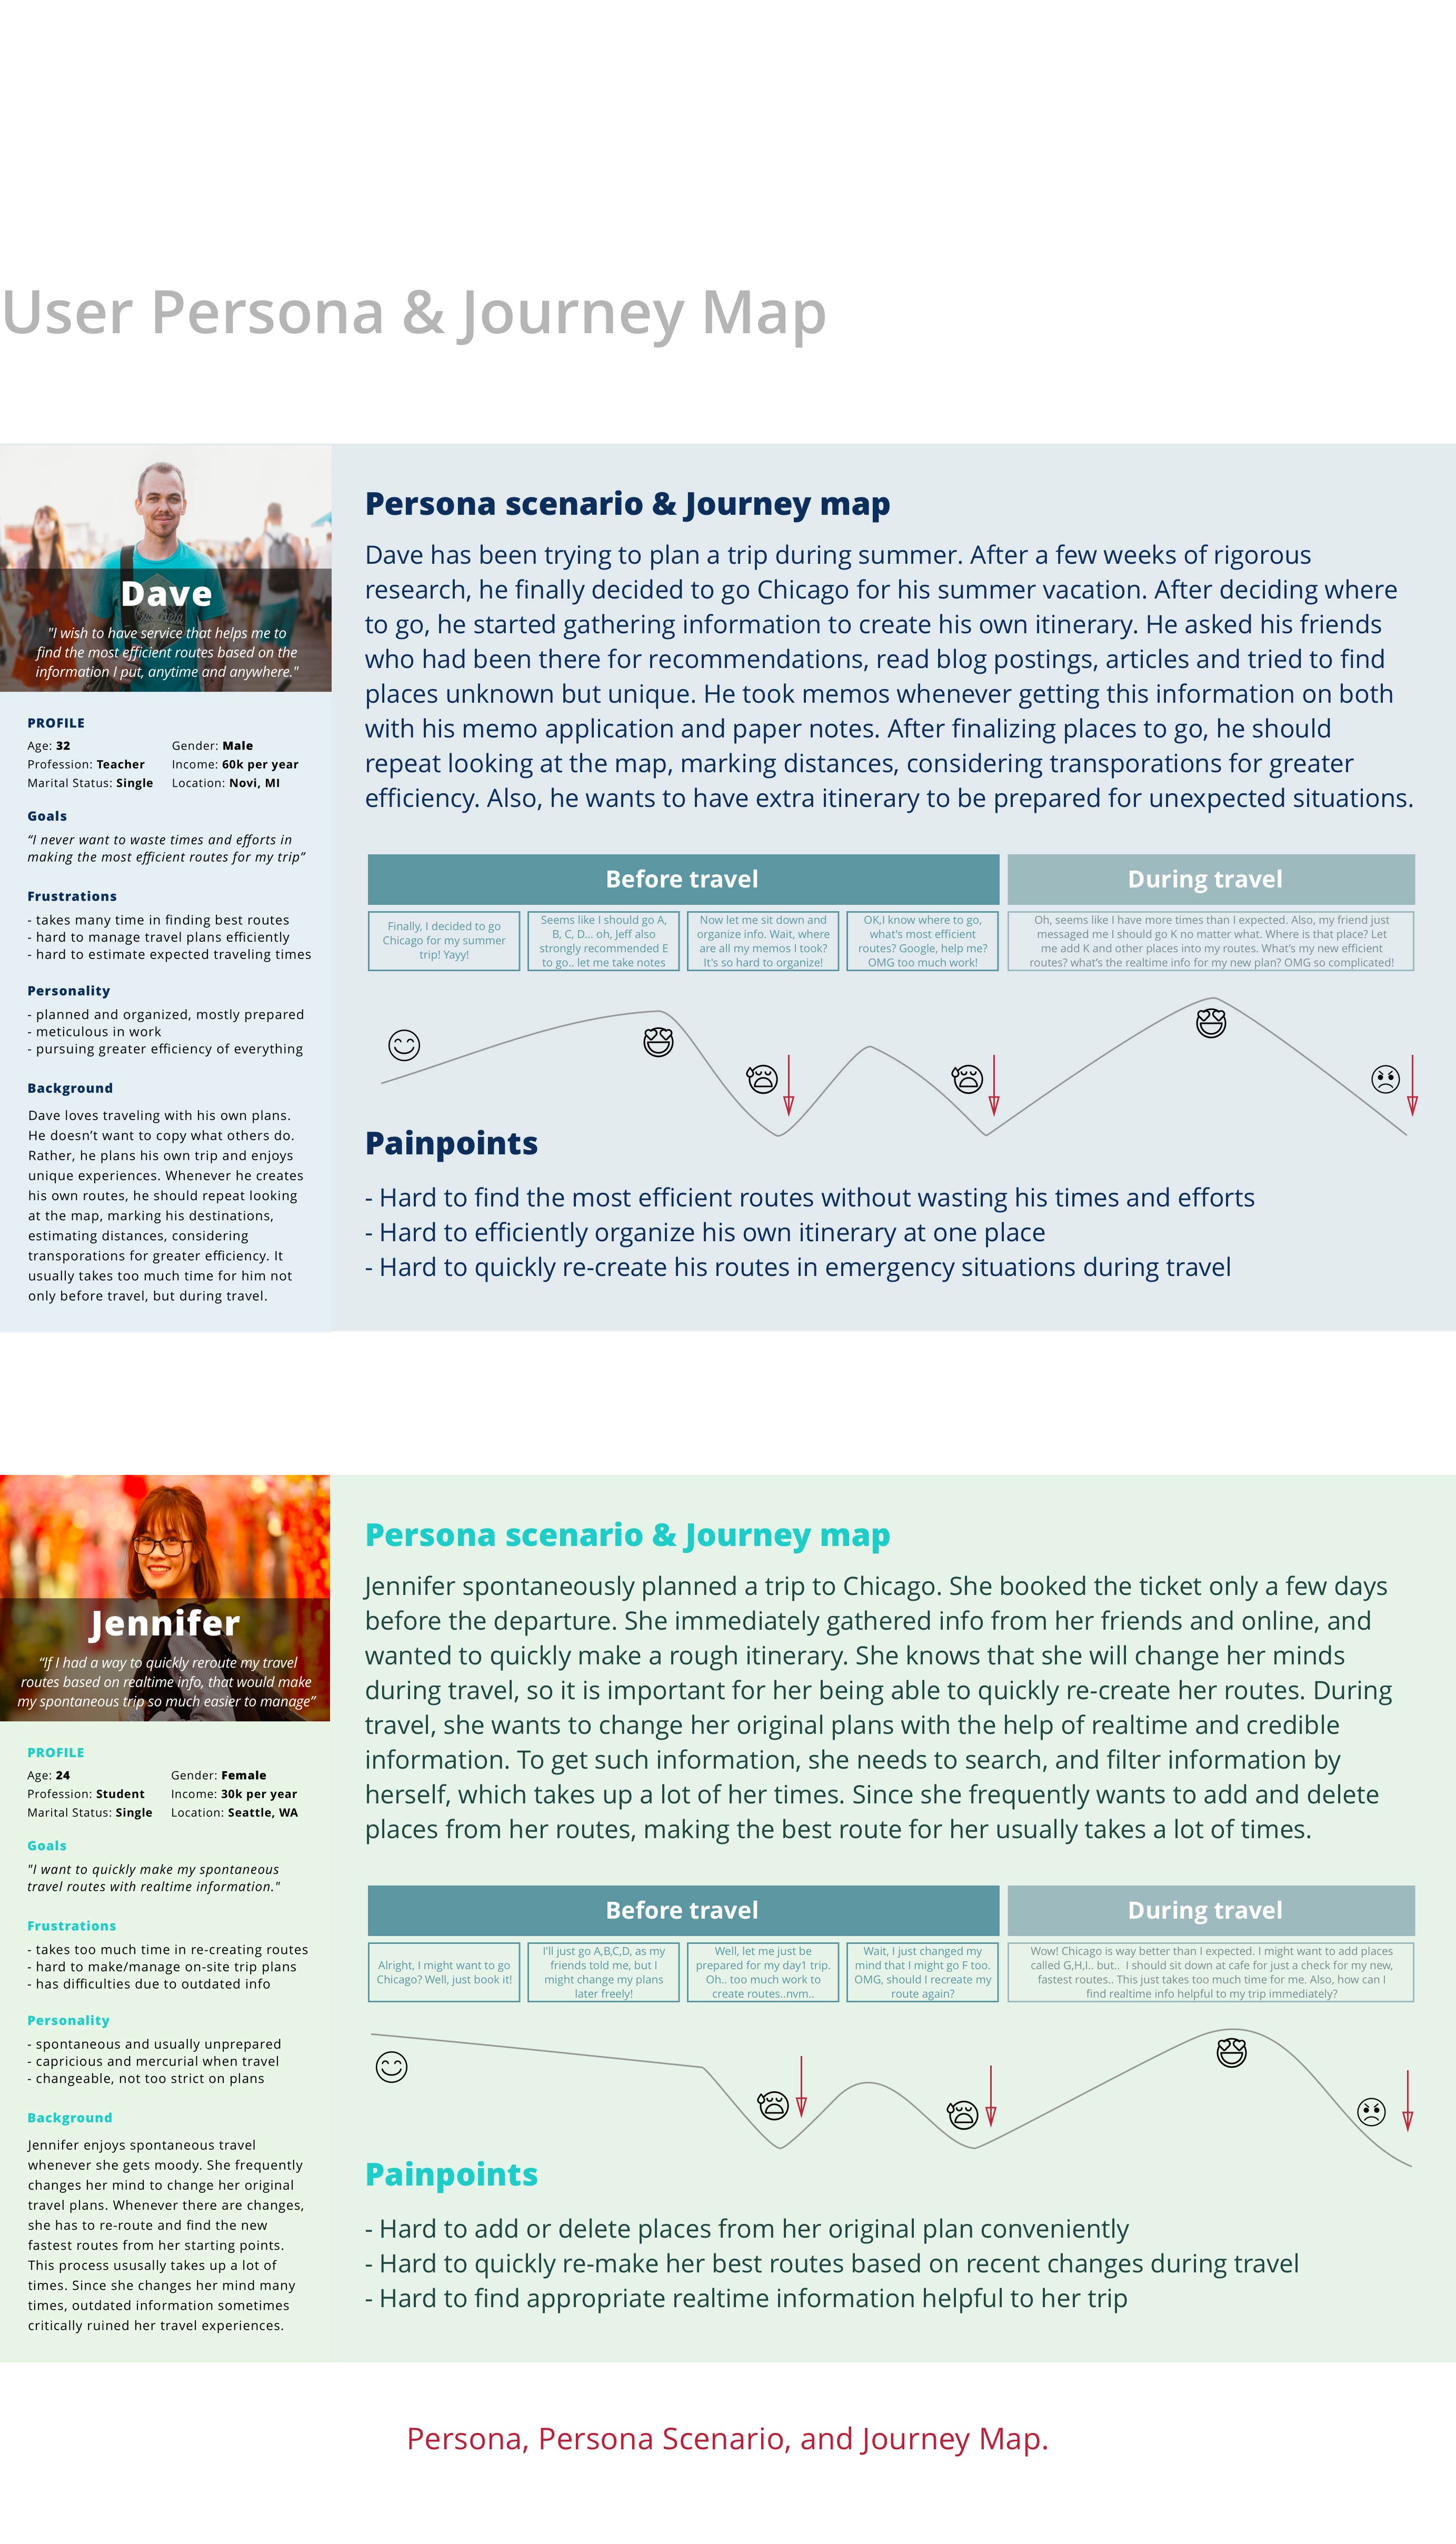 User Persona & Journey Map
Dave
"I wish to have service that helps me to
find the most efficient routes based on the
information I put, anytime and anywhere."
PROFILE
Age: 32 Gender: Male
Profession: Teacher Income: 60k per year
Marital Status: Single Location: Novi, MI
Goals
“I never want to waste times and efforts in
making the most efficient routes for my trip”
Frustrations
- takes many time in finding best routes
- hard to manage travel plans efficiently
- hard to estimate expected traveling times
Personality
- planned and organized, mostly prepared
- meticulous in work
- pursuing greater efficiency of everything
Background
Dave loves traveling with his own plans.
He doesn’t want to copy what others do.
Rather, he plans his own trip and enjoys
unique experiences. Whenever he creates
his own routes, he should repeat looking
at the map, marking his destinations,
estimating distances, considering
transporations for greater efficiency. It
usually takes too much time for him not
only before travel, but during travel.
Persona scenario & Journey map
Dave has been trying to plan a trip during summer. After a few weeks of rigorous
research, he finally decided to go Chicago for his summer vacation. After deciding where
to go, he started gathering information to create his own itinerary. He asked his friends
who had been there for recommendations, read blog postings, articles and tried to find
places unknown but unique. He took memos whenever getting this information on both
with his memo application and paper notes. After finalizing places to go, he should
repeat looking at the map, marking distances, considering transporations for greater
efficiency. Also, he wants to have extra itinerary to be prepared for unexpected situations.
Before travel
During travel
Finally, I decided to go
Chicago for my summer
trip! Yayy!
Seems like I should go A,
B, C, D... oh, Jeff also
strongly recommended E
to go.. let me take notes
Now let me sit down and
organize info. Wait, where
are all my memos I took?
It's so hard to organize!
OK,I know where to go,
what's most efficient
routes? Google, help me?
OMG too much work!
Oh, seems like I have more times than I expected. Also, my friend just
messaged me I should go K no matter what. Where is that place? Let
me add K and other places into my routes. What’s my new efficient
routes? what’s the realtime info for my new plan? OMG so complicated!
Painpoints
- Hard to find the most efficient routes without wasting his times and efforts
- Hard to efficiently organize his own itinerary at one place
- Hard to quickly re-create his routes in emergency situations during travel
Jennifer
“If I had a way to quickly reroute my travel
routes based on realtime info, that would make
my spontaneous trip so much easier to manage”
PROFILE
Age: 24 Gender: Female
Profession: Student Income: 30k per year
Marital Status: Single Location: Seattle, WA
Goals
"I want to quickly make my spontaneous
travel routes with realtime information."
Frustrations
- takes too much time in re-creating routes
- hard to make/manage on-site trip plans
- has difficulties due to outdated info
Personality
- spontaneous and usually unprepared
- capricious and mercurial when travel
- changeable, not too strict on plans
Background
Jennifer enjoys spontaneous travel
whenever she gets moody. She frequently
changes her mind to change her original
travel plans. Whenever there are changes,
she has to re-route and find the new
fastest routes from her starting points.
This process ususally takes up a lot of
times. Since she changes her mind many
times, outdated information sometimes
critically ruined her travel experiences.
Persona scenario & Journey map
Jennifer spontaneously planned a trip to Chicago. She booked the ticket only a few days
before the departure. She immediately gathered info from her friends and online, and
wanted to quickly make a rough itinerary. She knows that she will change her minds
during travel, so it is important for her being able to quickly re-create her routes. During
travel, she wants to change her original plans with the help of realtime and credible
information. To get such information, she needs to search, and filter information by
herself, which takes up a lot of her times. Since she frequently wants to add and delete
places from her routes, making the best route for her usually takes a lot of times.
Before travel
During travel
Alright, I might want to go
Chicago? Well, just book it!
I'll just go A,B,C,D, as my
friends told me, but I
might change my plans
later freely!
Well, let me just be
prepared for my day1 trip.
Oh.. too much work to
create routes..nvm..
Wait, I just changed my
mind that I might go F too.
OMG, should I recreate my
route again?
Wow! Chicago is way better than I expected. I might want to add places
called G,H,I.. but.. I should sit down at cafe for just a check for my new,
fastest routes.. This just takes too much time for me. Also, how can I
find realtime info helpful to my trip immediately?
Painpoints
- Hard to add or delete places from her original plan conveniently
- Hard to quickly re-make her best routes based on recent changes during travel
- Hard to find appropriate realtime information helpful to her trip
Persona, Persona Scenario, and Journey Map.